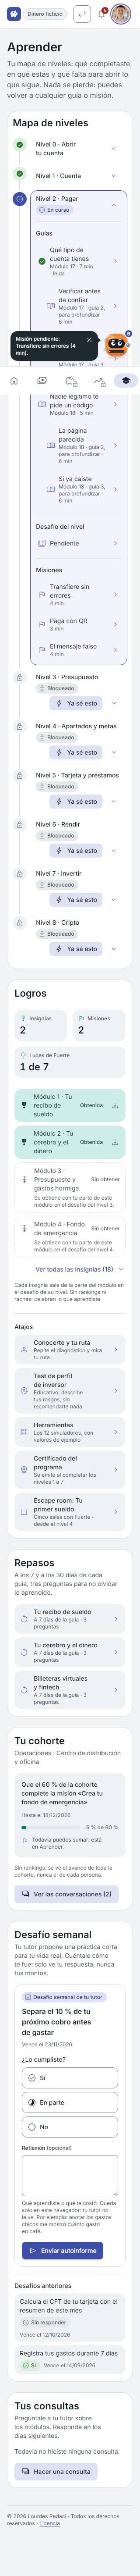 Dinero ficticio
5
Aprender
Tu mapa de niveles: qué completaste,
en qué estás y qué falta para abrir lo
que sigue. Nada se pierde: puedes
volver a cualquier guía o misión.
Mapa de niveles
Nivel 0 · Abrir
tu cuenta
Nivel 1 · Cuenta
Nivel 2 · Pagar
En curso
Guías
Qué tipo de
cuenta tienes
Módulo 17 · 7 min
· leída
Verificar antes
de confiar
Módulo 17 · guía 2,
para profundizar ·
6 min
Misión pendiente:
Transfiere sin errores (4
min).
6
Módulo 17 · guía 3
Nadie legítimo te
pide un código
Módulo 18 · 5 min
La página
parecida
Módulo 18 · guía 2,
para profundizar ·
6 min
Si ya caíste
Módulo 18 · guía 3,
para profundizar ·
6 min
Desafío del nivel
Pendiente
Misiones
Transfiere sin
errores
4 min
Paga con QR
3 min
El mensaje falso
4 min
Nivel 3 · Presupuesto
Bloqueado
Ya sé esto
Nivel 4 · Apartados y metas
Bloqueado
Ya sé esto
Nivel 5 · Tarjeta y préstamos
Bloqueado
Ya sé esto
Nivel 6 · Rendir
Bloqueado
Ya sé esto
Nivel 7 · Invertir
Bloqueado
Ya sé esto
Nivel 8 · Cripto
Bloqueado
Ya sé esto
Logros
Insignias
2
Misiones
2
Luces de Fuerte
1 de 7
Módulo 1 · Tu
recibo de
sueldo
Obtenida
Módulo 2 · Tu
cerebro y el
dinero
Obtenida
Módulo 3 ·
Presupuesto y
gastos hormiga
Sin obtener
Se obtiene con la parte de este
módulo en el desafío del nivel 3.
Módulo 4 · Fondo
de emergencia
Sin obtener
Se obtiene con la parte de este
módulo en el desafío del nivel 4.
Ver todas las insignias (18)
Cada insignia sale de la parte del módulo en
el desafío de su nivel. Sin rankings ni
rachas: celebran lo que aprendiste.
Atajos
Conocerte y tu ruta
Repite el diagnóstico y mira
tu ruta
Test de perfil
de inversor
Educativo: describe
tus rasgos, sin
recomendarte nada
Herramientas
Los 12 simuladores, con
valores de ejemplo
Certificado del
programa
Se emite al completar los
niveles 1 a 7
Escape room: Tu
primer sueldo
Cinco salas con Fuerte ·
desde el nivel 4
Repasos
A los 7 y a los 30 días de cada
guía, tres preguntas para no olvidar
lo aprendido.
Tu recibo de sueldo
A 7 días de la guía · 3
preguntas
Tu cerebro y el dinero
A 7 días de la guía · 3
preguntas
Billeteras virtuales
y fintech
A 7 días de la guía · 3
preguntas
Tu cohorte
Operaciones · Centro de distribución
y oficina
Que el 60 % de la cohorte
complete la misión «Crea tu
fondo de emergencia»
Hasta el 18/12/2026
5 % de 60 %
Todavía puedes sumar: está
en Aprender.
Sin rankings: se ve el avance de toda la
cohorte, nunca el de cada persona.
Ver las conversaciones (2)
Desafío semanal
Tu tutor propone una práctica corta
para tu vida real. Cuéntale cómo
te fue: solo ve tu respuesta, nunca
tus montos.
Desafío semanal de tu tutor
Separa el 10 % de tu
próximo cobro antes
de gastar
Vence el 23/11/2026
¿Lo cumpliste?
Sí
En parte
No
Reflexión (opcional)
Qué aprendiste o qué te costó. Queda
solo en este navegador: tu tutor no
la ve. Por ejemplo: anotar los gastos
chicos me mostró cuánto gasto
en café.
Enviar autoinforme
Desafíos anteriores
Calcula el CFT de tu tarjeta con el
resumen de este mes
Sin responder
Vence el 12/10/2026
Registra tus gastos durante 7 días
Sí
Vence el 14/09/2026
Tus consultas
Pregúntale a tu tutor sobre
los módulos. Responde en los
días siguientes.
Todavía no hiciste ninguna consulta.
Hacer una consulta
© 2026 Lourdes Pedaci · Todos los derechos
reservados · Licencia